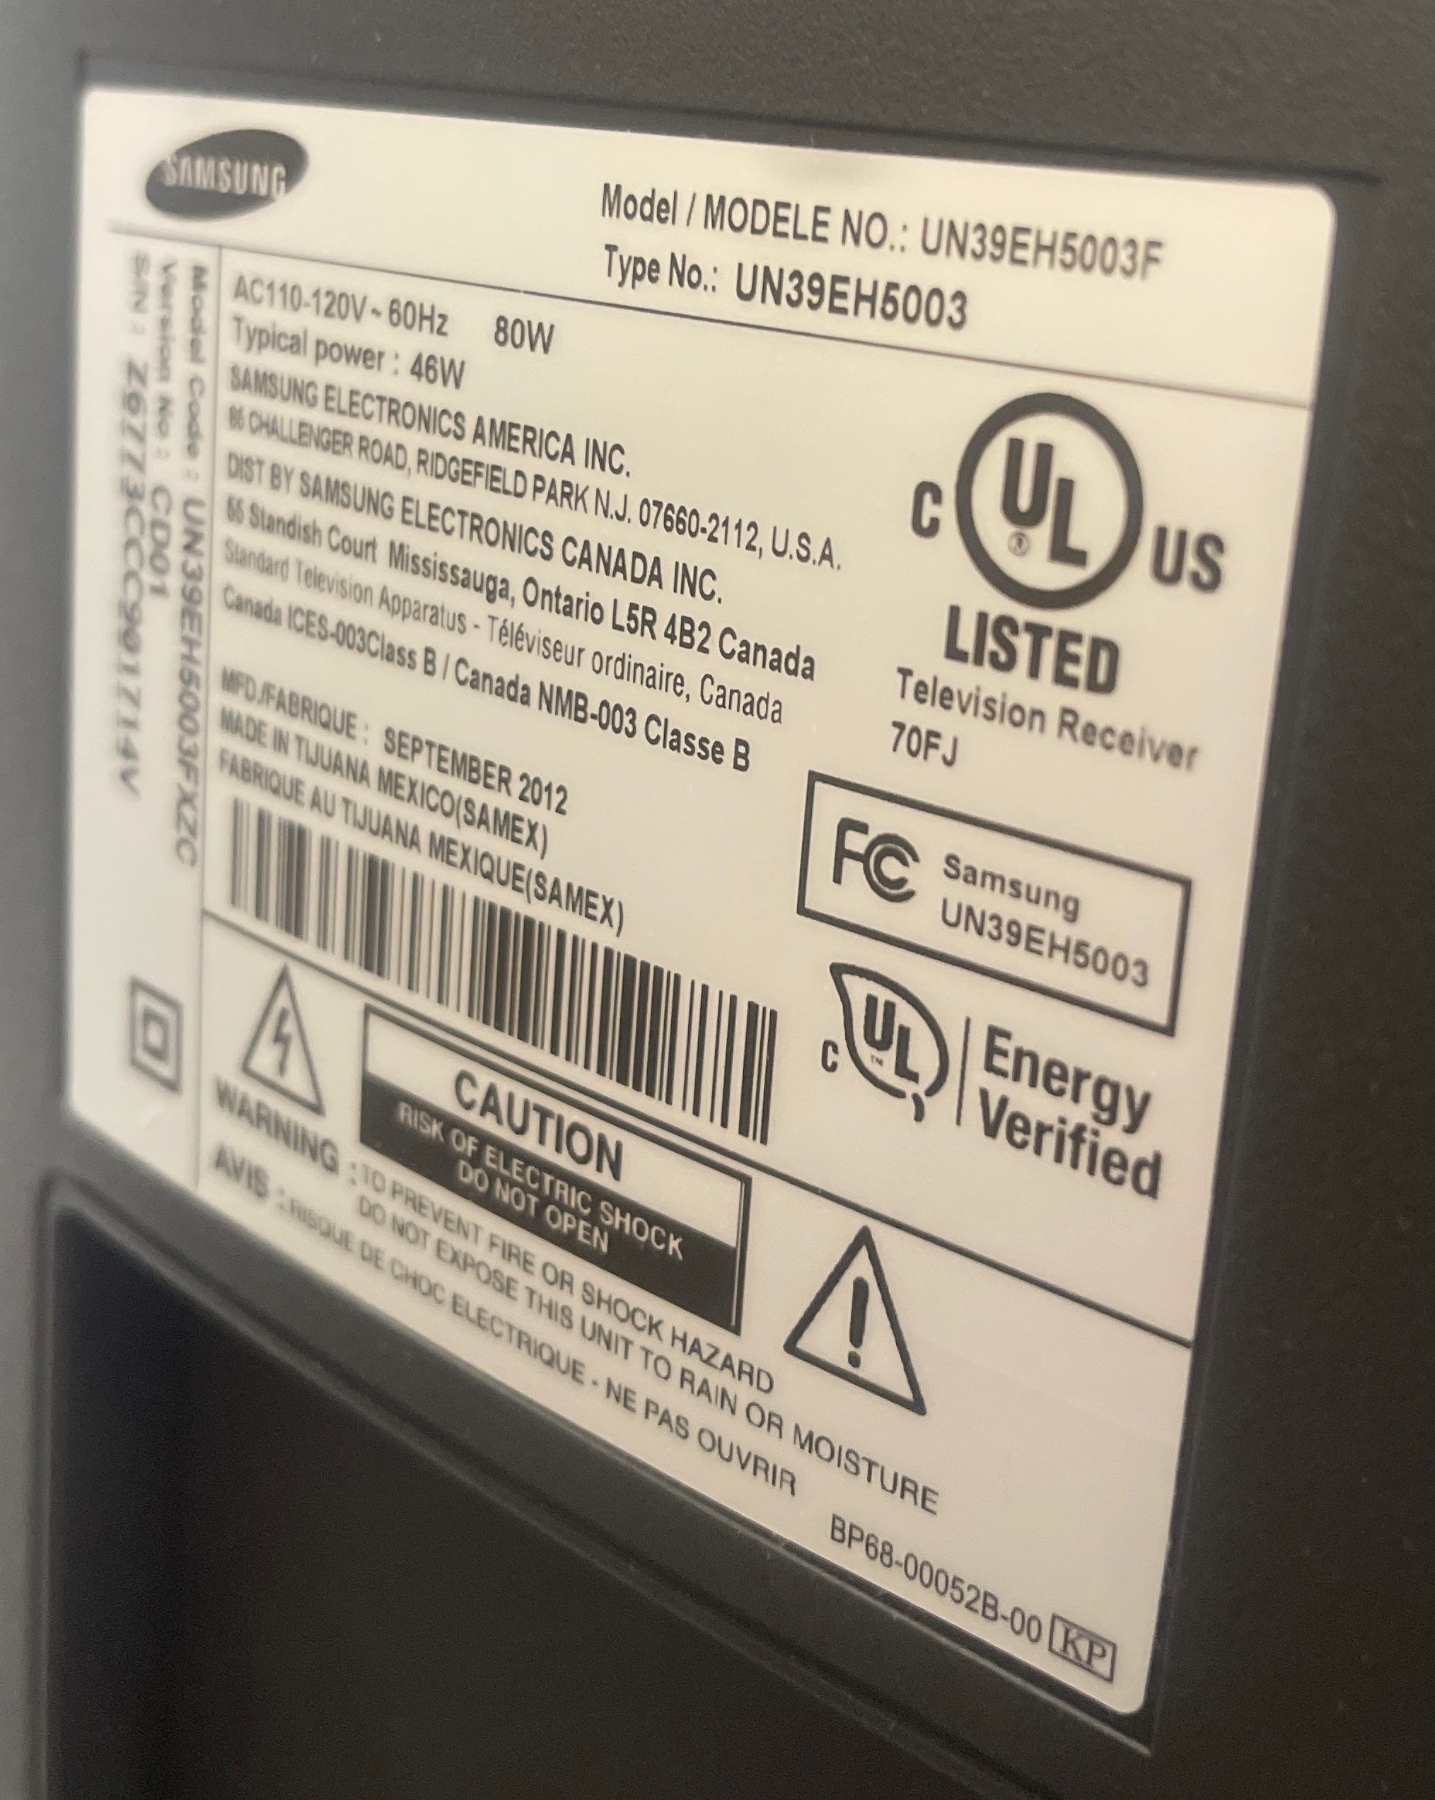 SAMSUNG
Model / MODELE NO.: UN39EH5003F
Type No.: UN39EH5003
Model Code : UN39EH5003FXZC
Version No : CD01
S/N :
AC110-120V ~ 60Hz 80W
Typical power : 46W
SAMSUNG ELECTRONICS AMERICA INC.
CHALLENGER ROAD, RIDGEFIELD PARK N.J. 07660-2112, U.S.A.
DIST BY SAMSUNG ELECTRONICS CANADA INC.
Standish Court Mississauga, Ontario L5R 4B2 Canada
Standard Television Apparatus - Téléviseur ordinaire, Canada
Canada ICES-003Class B / Canada NMB-003 Classe B
MFD./FABRIQUE : SEPTEMBER 2012
MADE IN TIJUANA MEXICO(SAMEX)
FABRIQUE AU TIJUANA MEXIQUE(SAMEX)
C UL ® US
LISTED
Television Receiver
70FJ
FC Samsung
UN39EH5003
C UL ™ Energy
Verified
CAUTION
RISK OF ELECTRIC SHOCK
DO NOT OPEN
WARNING : TO PREVENT FIRE OR SHOCK HAZARD
DO NOT EXPOSE THIS UNIT TO RAIN OR MOISTURE
AVIS : RISQUE DE CHOC ELECTRIQUE - NE PAS OUVRIR
BP68-00052B-00 KP